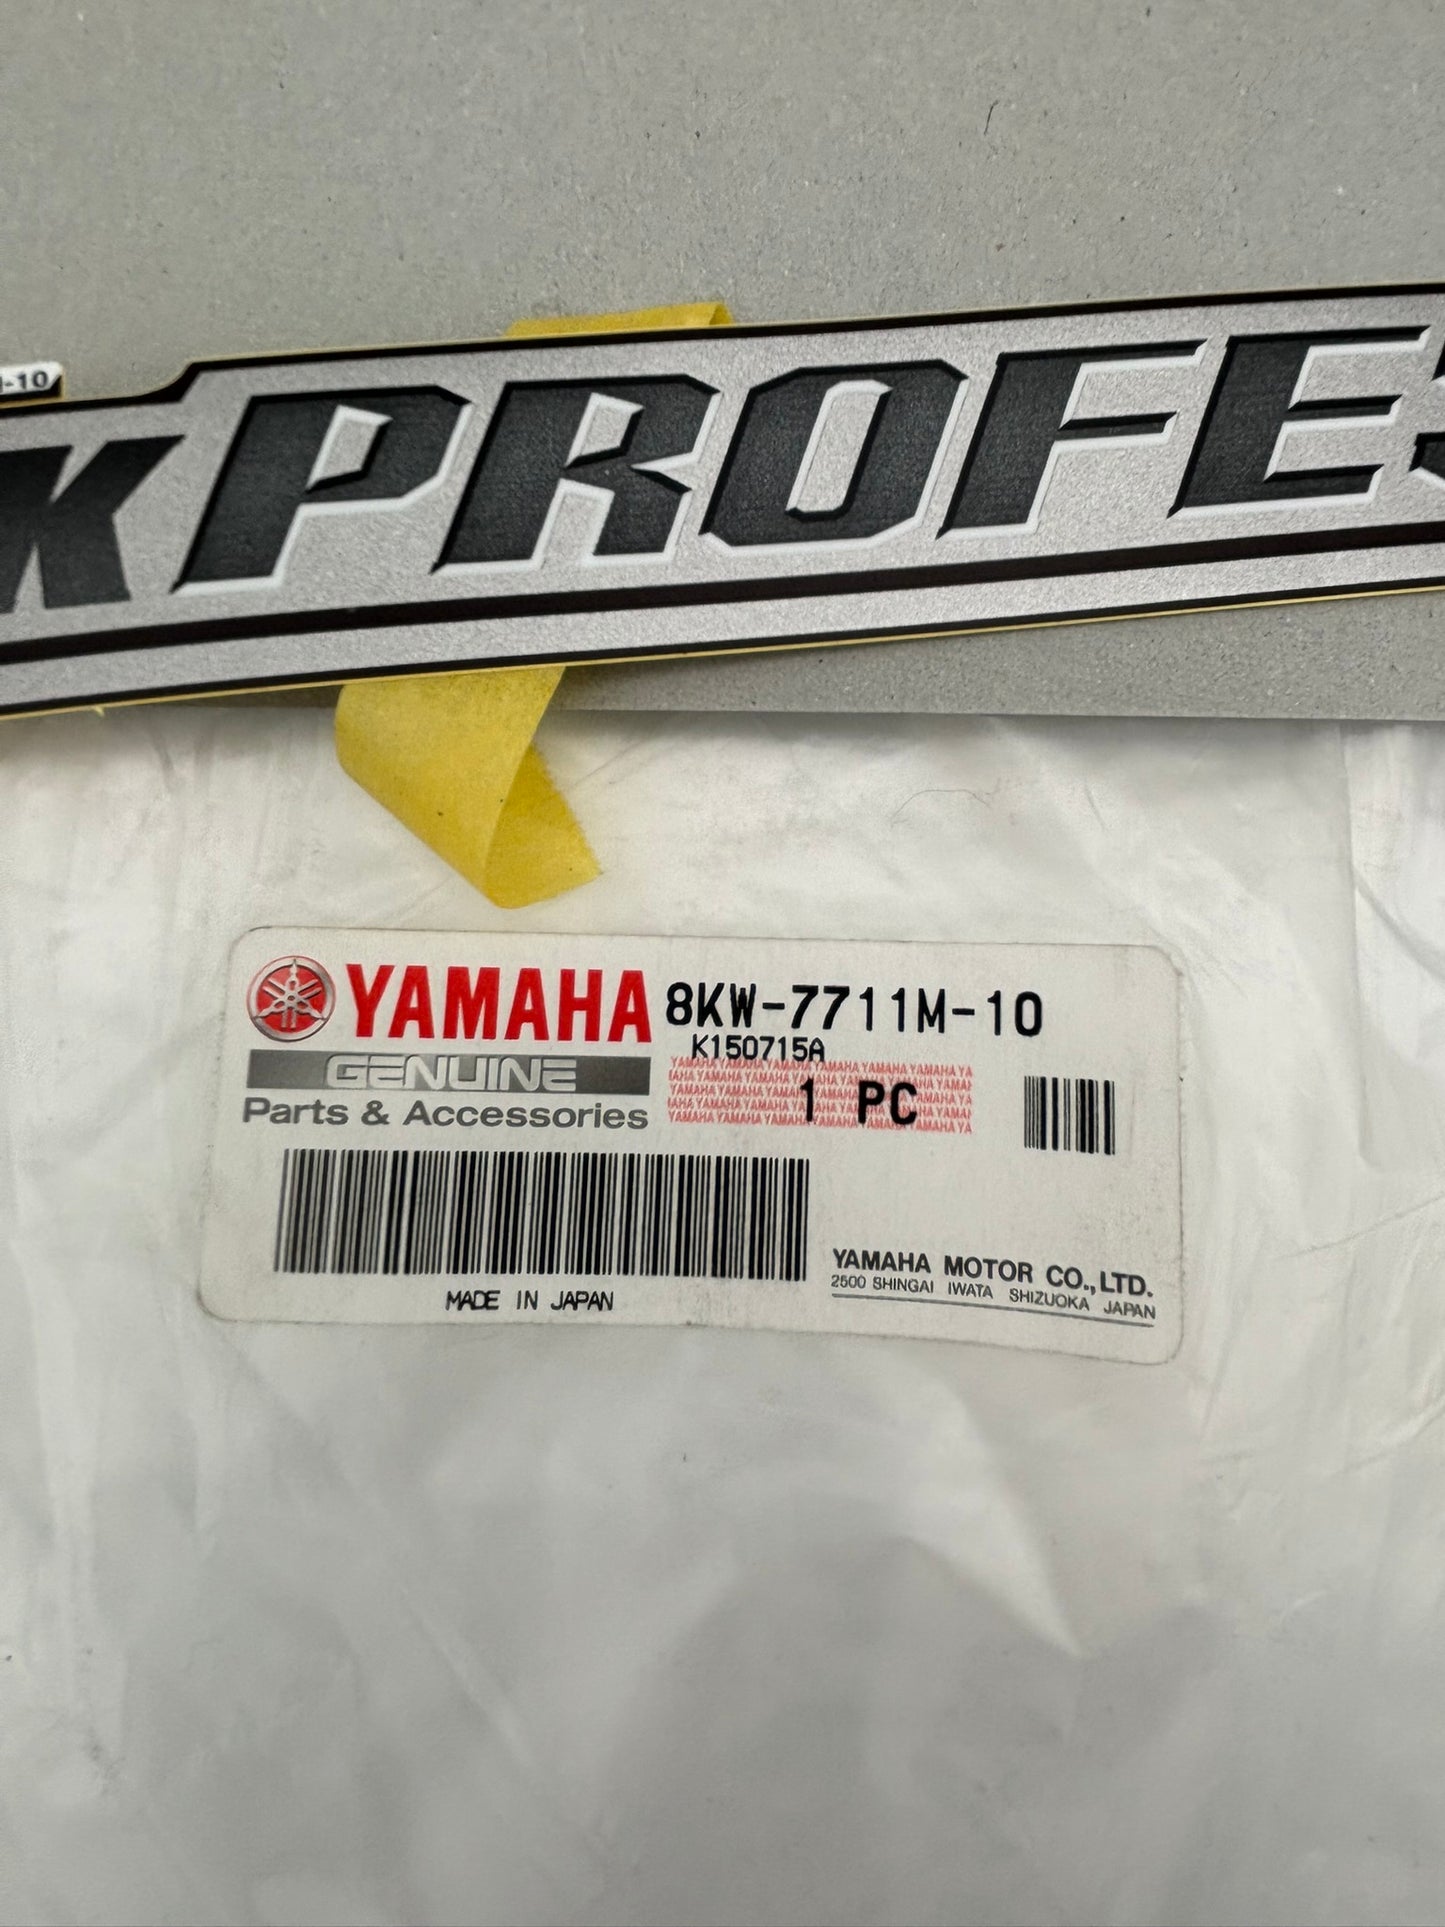 -10
K PROFES
YAMAHA 8KW-7711M-10
K150715A
GENUINE
1 PC
Parts & Accessories
MADE IN JAPAN
YAMAHA MOTOR CO.,LTD.
2500 SHINGAI IWATA SHIZUOKA JAPAN